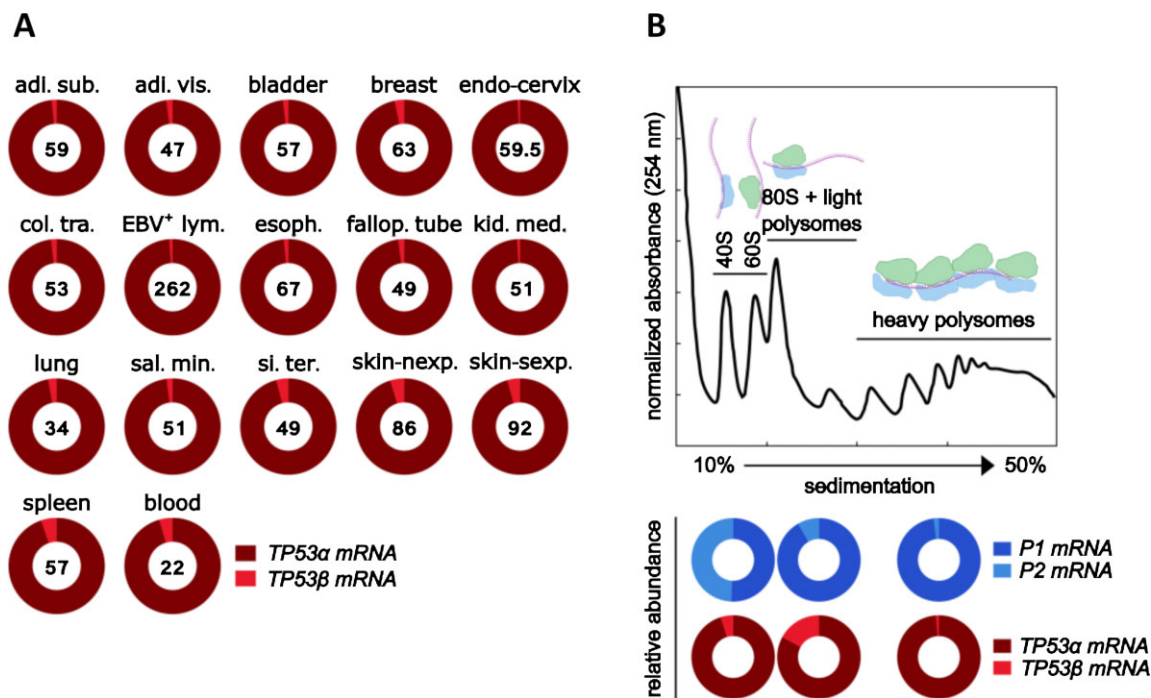 A
adi. sub. adi. vis. bladder breast endo-cervix
59 47 57 63 59.5
col. tra. EBV⁺ lym. esoph. fallop. tube kid. med.
53 262 67 49 51
lung sal. min. si. ter. skin-nexp. skin-sexp.
34 51 49 86 92
spleen blood
57 22
TP53α mRNA
TP53β mRNA
B
normalized absorbance (254 nm)
40S
60S
80S + light
polysomes
heavy polysomes
10% 50%
sedimentation
relative abundance
P1 mRNA
P2 mRNA
TP53α mRNA
TP53β mRNA